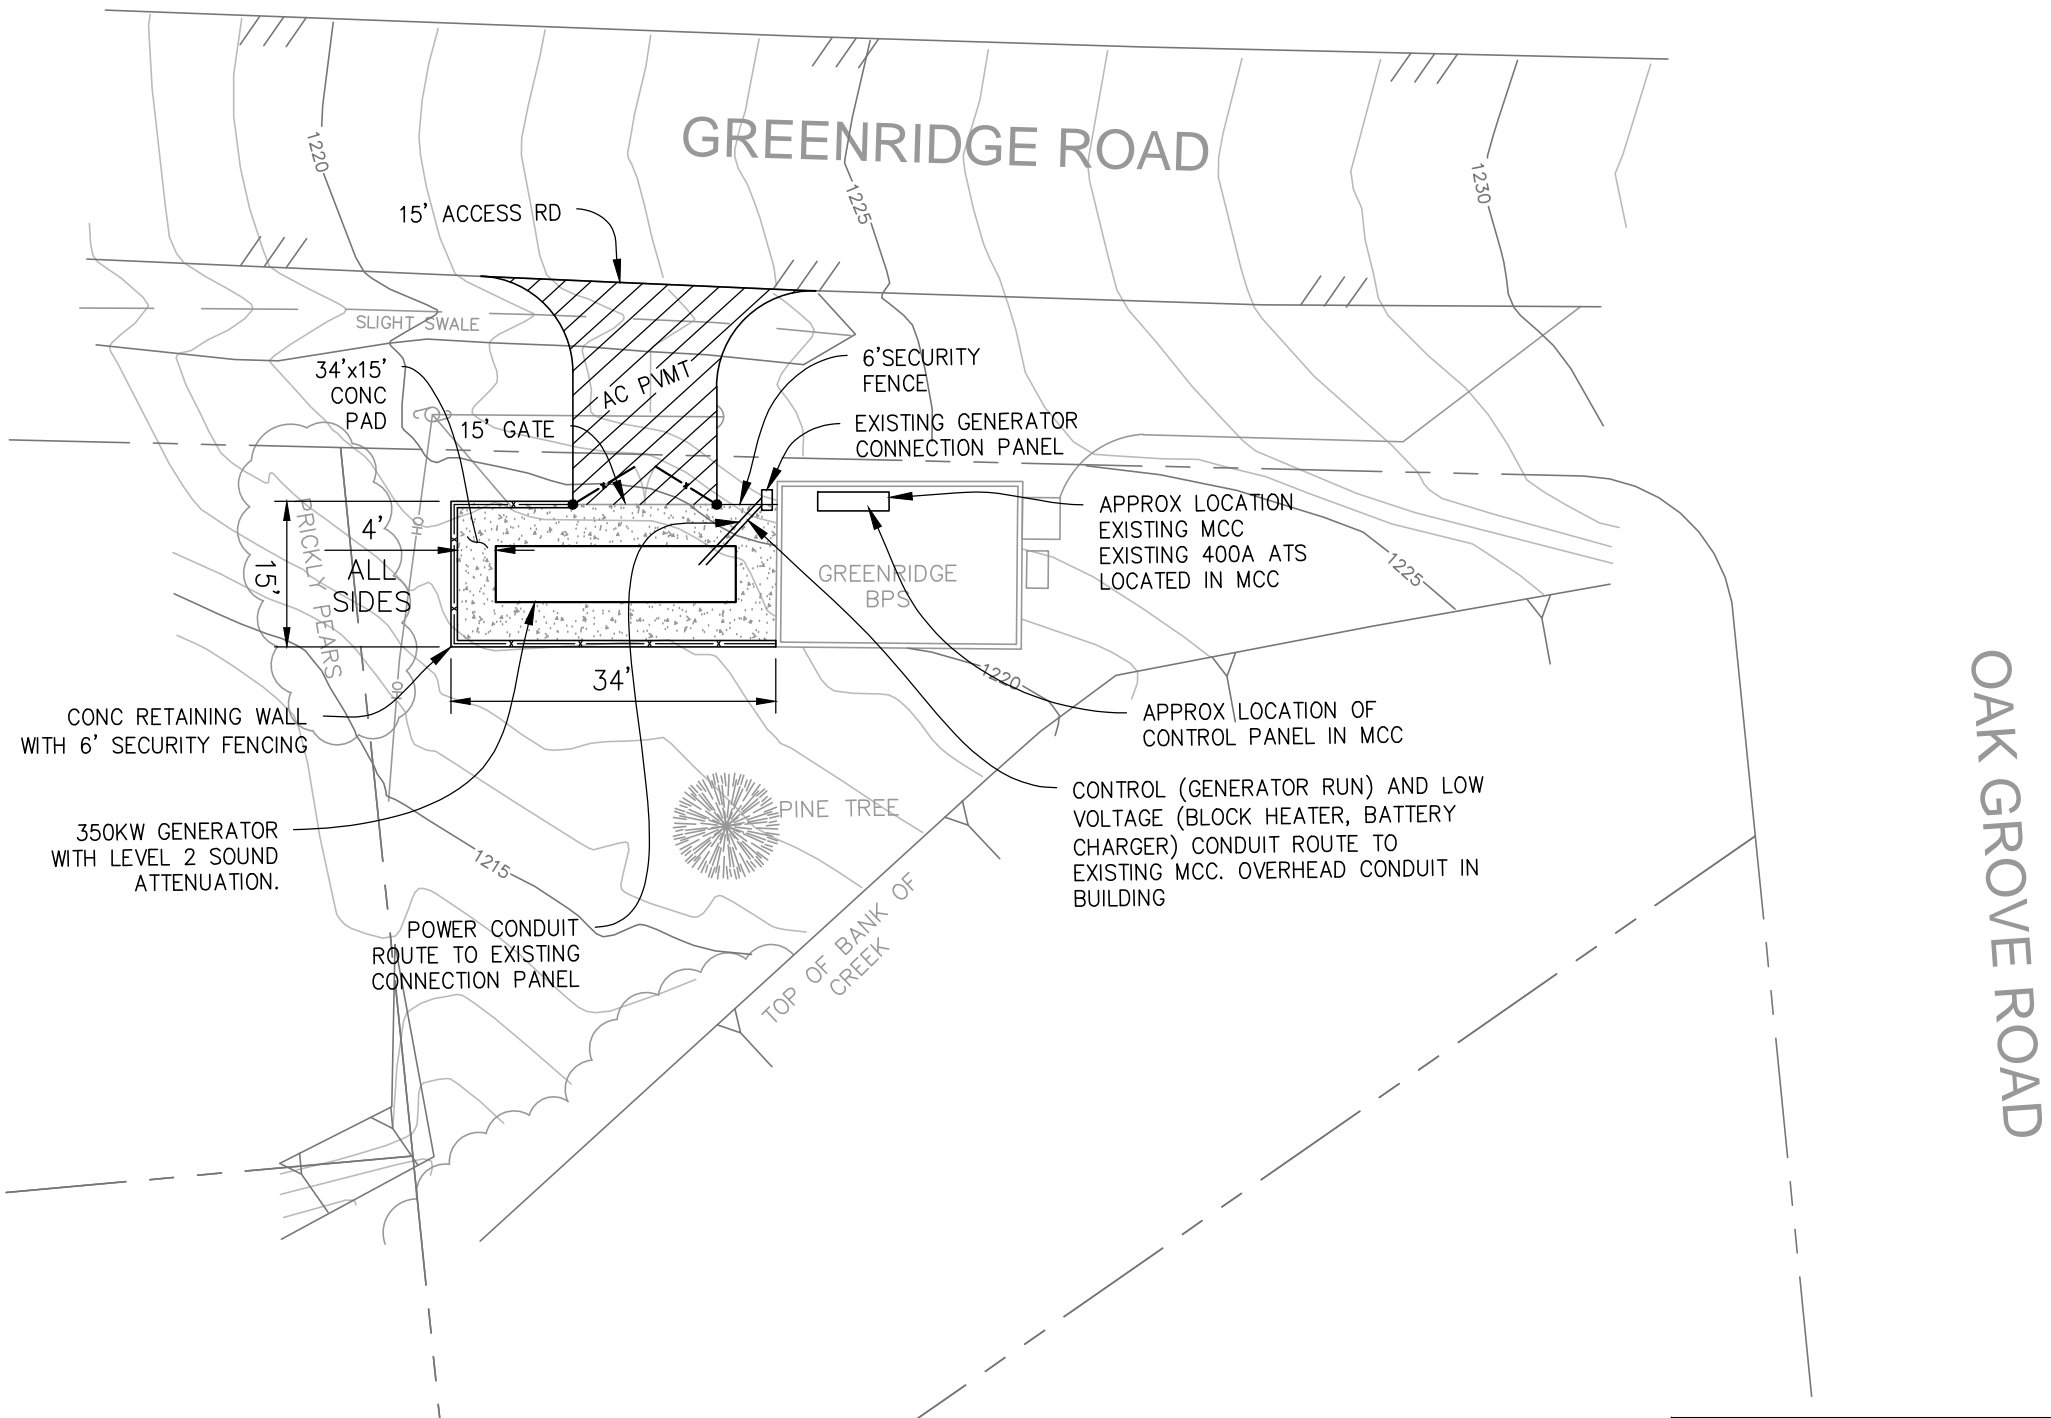 GREENRIDGE ROAD
1220
1225
1230
15' ACCESS RD
SLIGHT SWALE
34'x15'
CONC
PAD
AC PVMT
6'SECURITY
FENCE
15' GATE
EXISTING GENERATOR
CONNECTION PANEL
PRICKLY PEARS
OH
OH
4'
ALL
SIDES
15'
34'
GREENRIDGE
BPS
APPROX LOCATION
EXISTING MCC
EXISTING 400A ATS
LOCATED IN MCC
1225
1220
CONC RETAINING WALL
WITH 6' SECURITY FENCING
APPROX LOCATION OF
CONTROL PANEL IN MCC
CONTROL (GENERATOR RUN) AND LOW
VOLTAGE (BLOCK HEATER, BATTERY
CHARGER) CONDUIT ROUTE TO
EXISTING MCC. OVERHEAD CONDUIT IN
BUILDING
PINE TREE
350KW GENERATOR
WITH LEVEL 2 SOUND
ATTENUATION.
1215
POWER CONDUIT
ROUTE TO EXISTING
CONNECTION PANEL
TOP OF BANK OF
CREEK
OAK GROVE ROAD